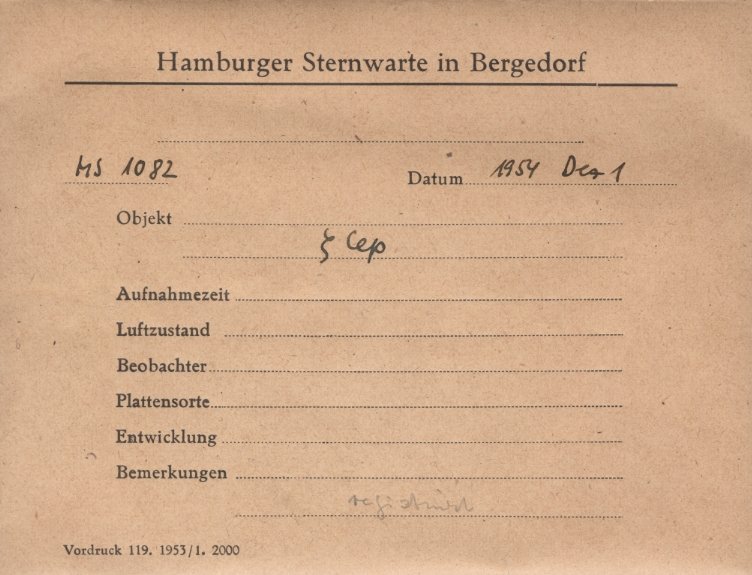 Hamburger Sternwarte in Bergedorf
MS 1082
Datum 1954 Dez 1
Objekt
ζ Cep
Aufnahmezeit
Luftzustand
Beobachter
Plattensorte
Entwicklung
Bemerkungen
registriert
Vordruck 119. 1953/1. 2000